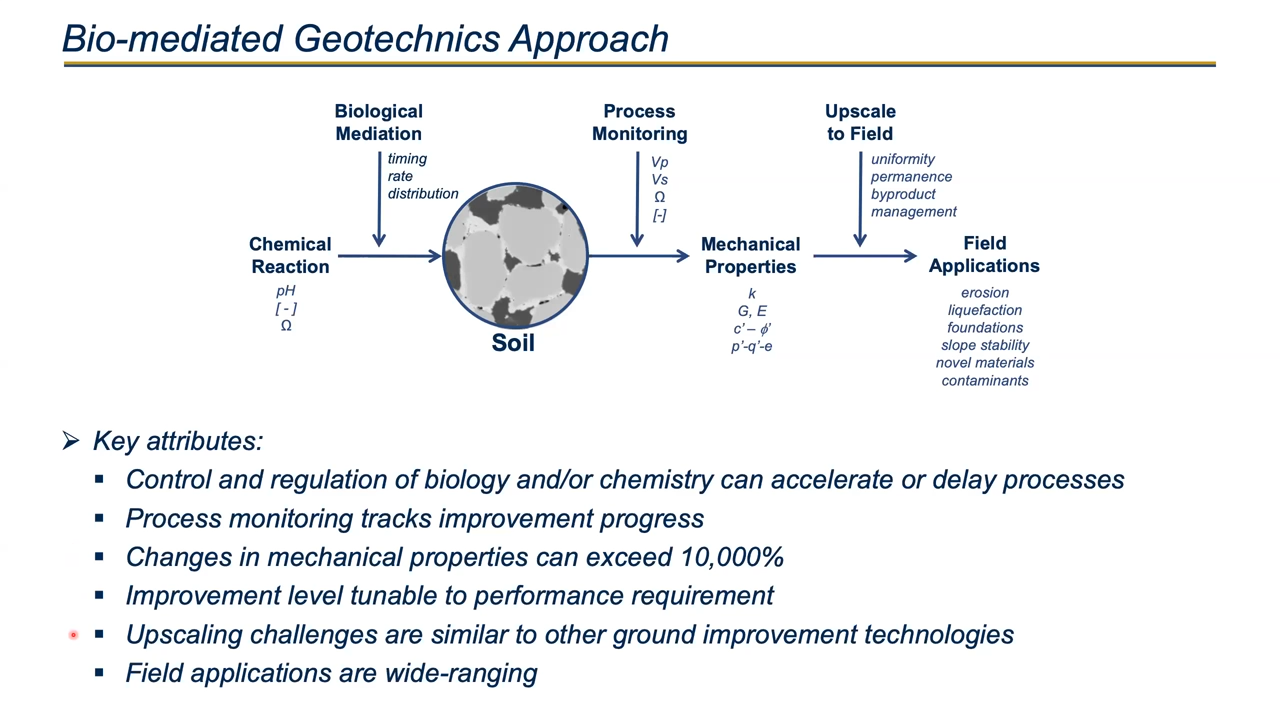 Bio-mediated Geotechnics Approach
Biological
Mediation
timing
rate
distribution
Process
Monitoring
Vp
Vs
Ω
[-]
Upscale
to Field
uniformity
permanence
byproduct
management
Chemical
Reaction
pH
[ - ]
Ω
Soil
Mechanical
Properties
k
G, E
c’ – ϕ’
p’-q’-e
Field
Applications
erosion
liquefaction
foundations
slope stability
novel materials
contaminants
➢ Key attributes:
▪ Control and regulation of biology and/or chemistry can accelerate or delay processes
▪ Process monitoring tracks improvement progress
▪ Changes in mechanical properties can exceed 10,000%
▪ Improvement level tunable to performance requirement
▪ Upscaling challenges are similar to other ground improvement technologies
▪ Field applications are wide-ranging